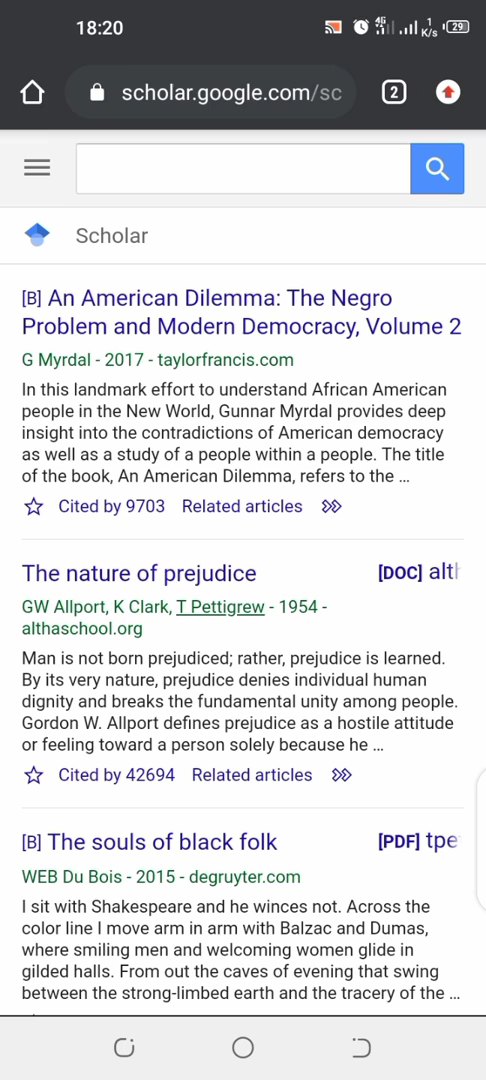 18:20
4G
1
K/s
29
scholar.google.com/sc
2
Scholar
[B] An American Dilemma: The Negro
Problem and Modern Democracy, Volume 2
G Myrdal - 2017 - taylorfrancis.com
In this landmark effort to understand African American
people in the New World, Gunnar Myrdal provides deep
insight into the contradictions of American democracy
as well as a study of a people within a people. The title
of the book, An American Dilemma, refers to the ...
Cited by 9703 Related articles
The nature of prejudice [DOC] alth
GW Allport, K Clark, T Pettigrew - 1954 -
althaschool.org
Man is not born prejudiced; rather, prejudice is learned.
By its very nature, prejudice denies individual human
dignity and breaks the fundamental unity among people.
Gordon W. Allport defines prejudice as a hostile attitude
or feeling toward a person solely because he ...
Cited by 42694 Related articles
[B] The souls of black folk [PDF] tpe
WEB Du Bois - 2015 - degruyter.com
I sit with Shakespeare and he winces not. Across the
color line I move arm in arm with Balzac and Dumas,
where smiling men and welcoming women glide in
gilded halls. From out the caves of evening that swing
between the strong-limbed earth and the tracery of the ...